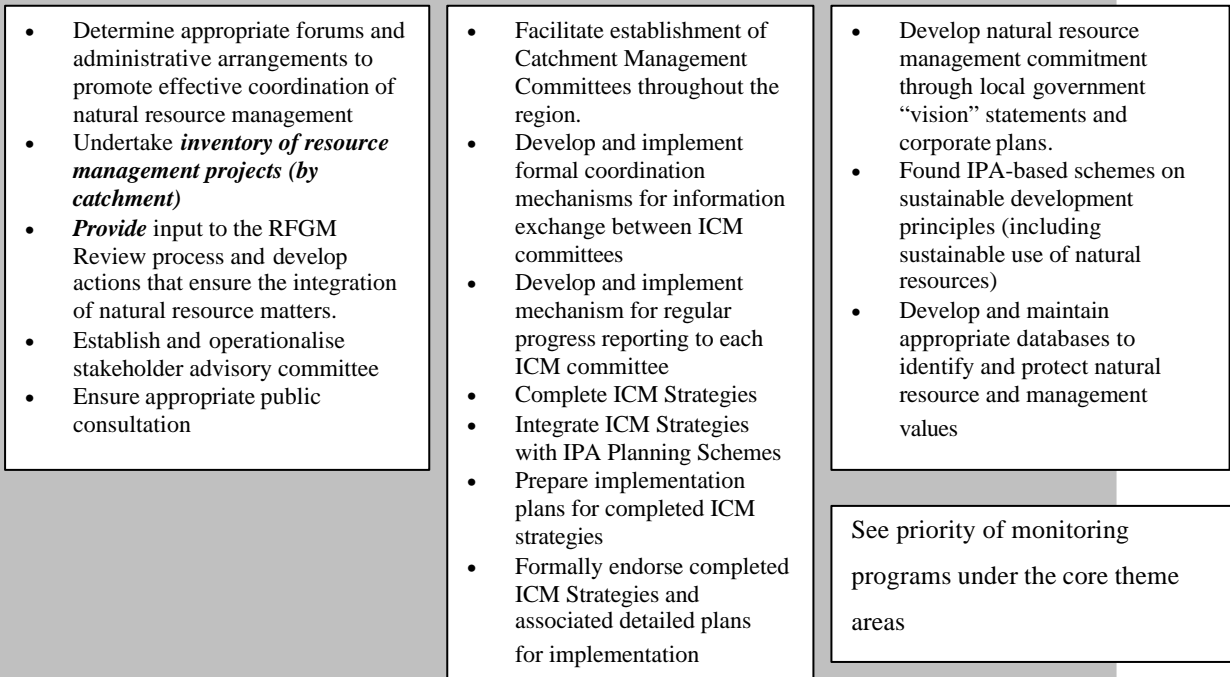 • Determine appropriate forums and
administrative arrangements to
promote effective coordination of
natural resource management
• Undertake inventory of resource
management projects (by
catchment)
• Provide input to the RFGM
Review process and develop
actions that ensure the integration
of natural resource matters.
• Establish and operationalise
stakeholder advisory committee
• Ensure appropriate public
consultation
• Facilitate establishment of
Catchment Management
Committees throughout the
region.
• Develop and implement
formal coordination
mechanisms for information
exchange between ICM
committees
• Develop and implement
mechanism for regular
progress reporting to each
ICM committee
• Complete ICM Strategies
• Integrate ICM Strategies
with IPA Planning Schemes
• Prepare implementation
plans for completed ICM
strategies
• Formally endorse completed
ICM Strategies and
associated detailed plans
for implementation
• Develop natural resource
management commitment
through local government
“vision” statements and
corporate plans.
• Found IPA-based schemes on
sustainable development
principles (including
sustainable use of natural
resources)
• Develop and maintain
appropriate databases to
identify and protect natural
resource and management
values
See priority of monitoring
programs under the core theme
areas